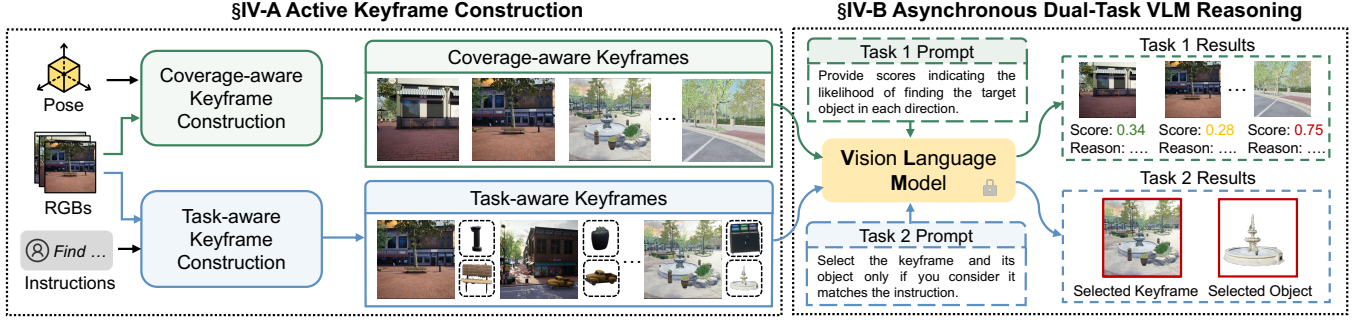 §IV-A Active Keyframe Construction
Pose
RGBs
Find ...
Instructions
Coverage-aware
Keyframe
Construction
Task-aware
Keyframe
Construction
Coverage-aware Keyframes
...
Task-aware Keyframes
...
§IV-B Asynchronous Dual-Task VLM Reasoning
Task 1 Prompt
Provide scores indicating the
likelihood of finding the target
object in each direction.
Vision Language
Model
Task 2 Prompt
Select the keyframe and its
object only if you consider it
matches the instruction.
Task 1 Results
...
Score: 0.34 Score: 0.28 Score: 0.75
Reason: .... Reason: .... Reason: ....
Task 2 Results
Selected Keyframe Selected Object